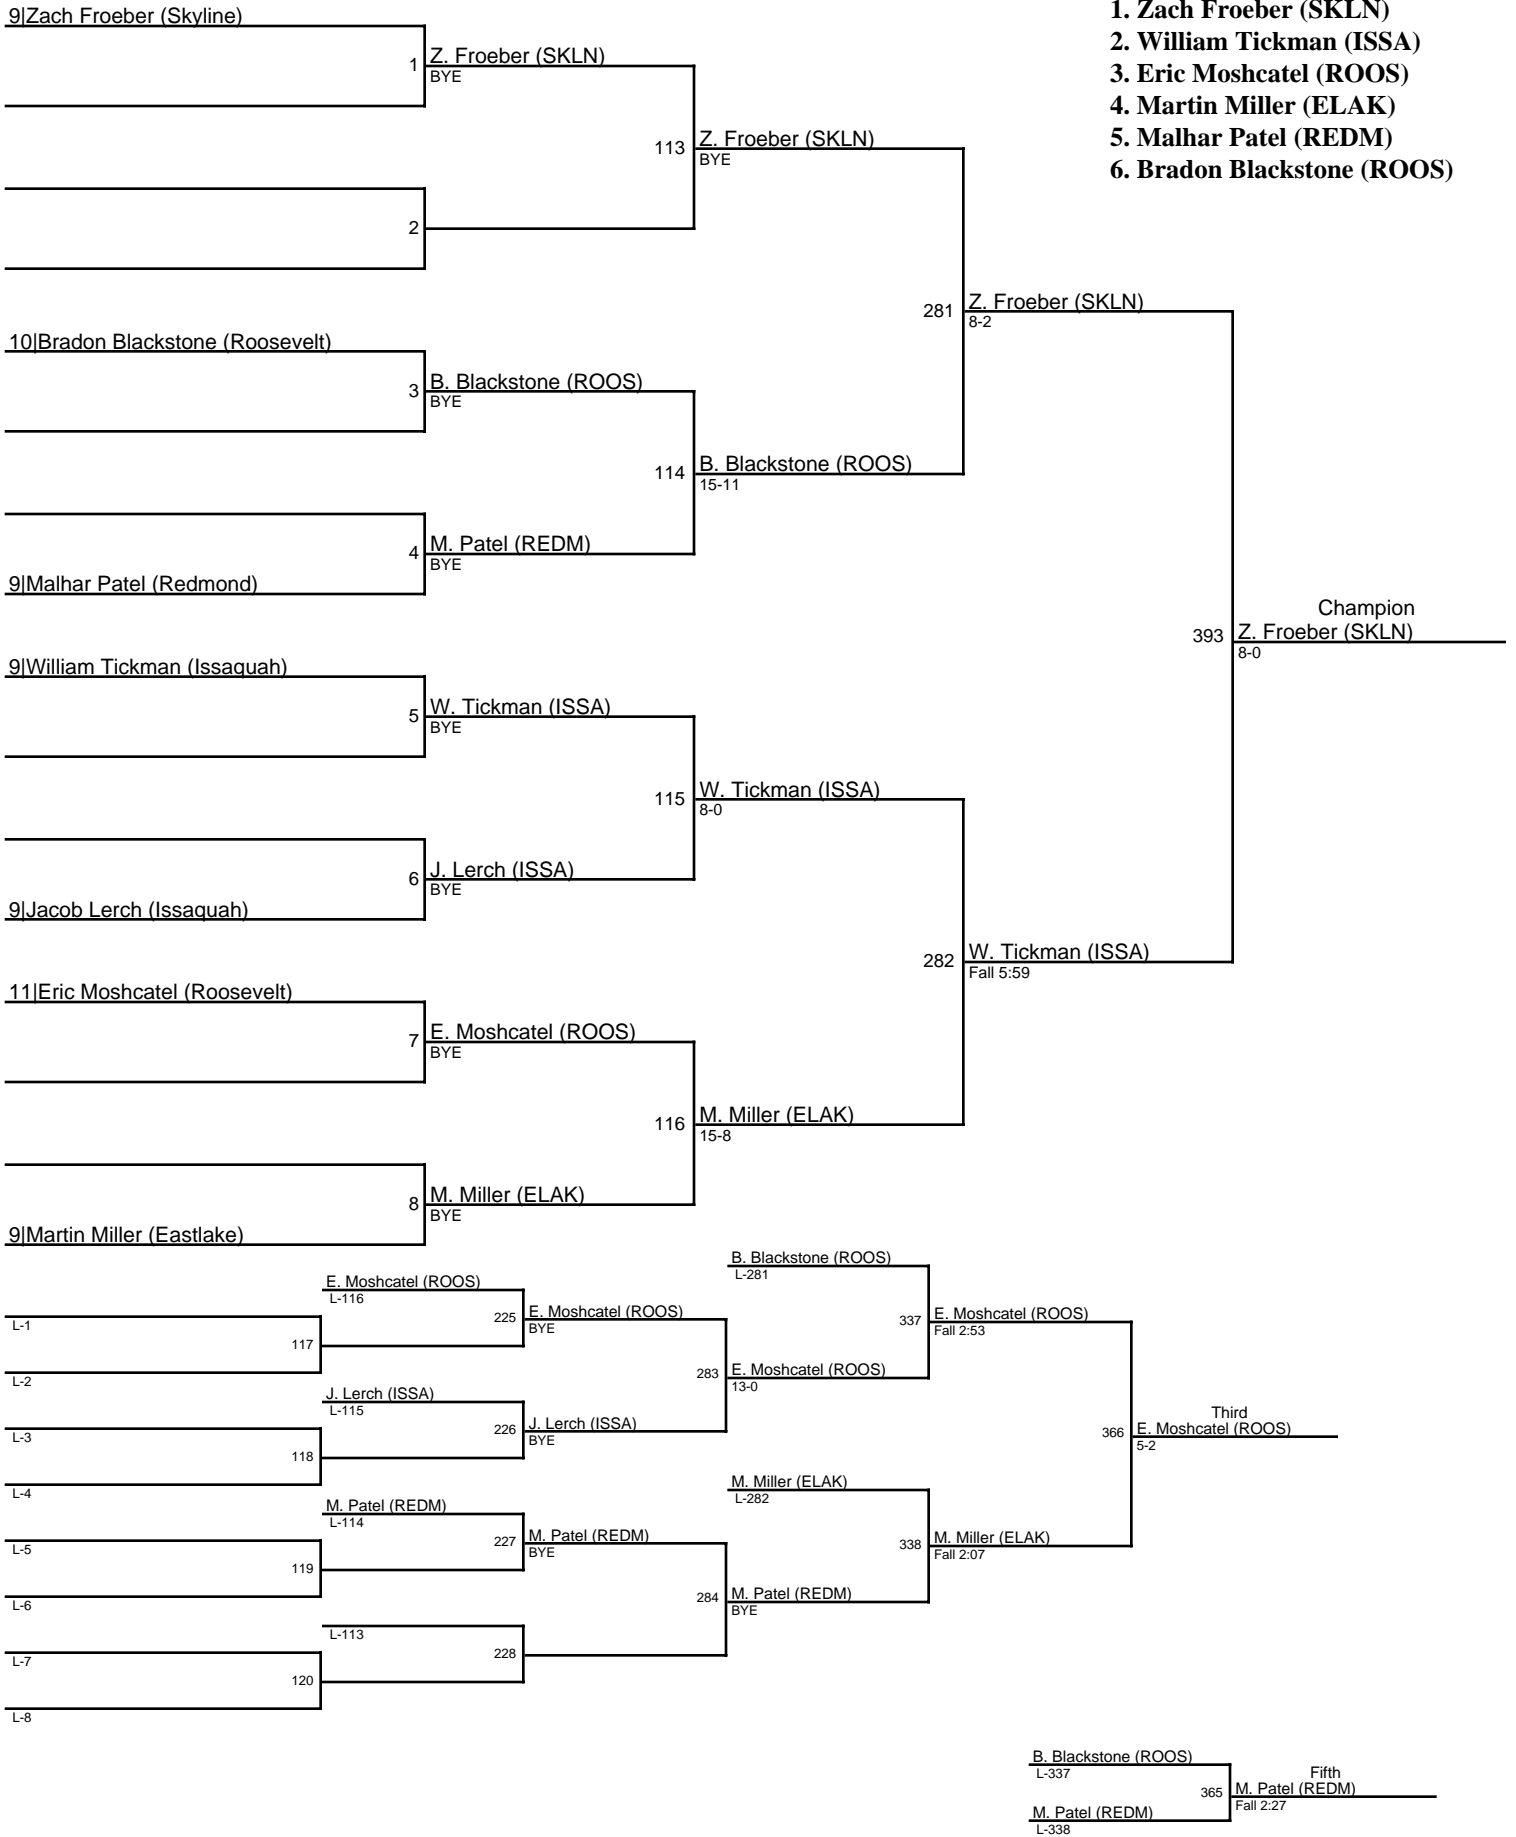 9|Zach Froeber (Skyline)
1
Z. Froeber (SKLN)
BYE
113
Z. Froeber (SKLN)
BYE
2
281
Z. Froeber (SKLN)
8-2
10|Bradon Blackstone (Roosevelt)
3
B. Blackstone (ROOS)
BYE
114
B. Blackstone (ROOS)
15-11
4
M. Patel (REDM)
BYE
9|Malhar Patel (Redmond)
Champion
393
Z. Froeber (SKLN)
8-0
9|William Tickman (Issaquah)
5
W. Tickman (ISSA)
BYE
115
W. Tickman (ISSA)
8-0
6
J. Lerch (ISSA)
BYE
9|Jacob Lerch (Issaquah)
282
W. Tickman (ISSA)
Fall 5:59
11|Eric Moshcatel (Roosevelt)
7
E. Moshcatel (ROOS)
BYE
116
M. Miller (ELAK)
15-8
8
M. Miller (ELAK)
BYE
9|Martin Miller (Eastlake)
1. Zach Froeber (SKLN)
2. William Tickman (ISSA)
3. Eric Moshcatel (ROOS)
4. Martin Miller (ELAK)
5. Malhar Patel (REDM)
6. Bradon Blackstone (ROOS)
L-1
117
L-2
E. Moshcatel (ROOS)
L-116
225
E. Moshcatel (ROOS)
BYE
L-3
118
L-4
J. Lerch (ISSA)
L-115
226
J. Lerch (ISSA)
BYE
283
E. Moshcatel (ROOS)
13-0
B. Blackstone (ROOS)
L-281
337
E. Moshcatel (ROOS)
Fall 2:53
L-5
119
L-6
M. Patel (REDM)
L-114
227
M. Patel (REDM)
BYE
L-7
120
L-8
L-113
228
284
M. Patel (REDM)
BYE
M. Miller (ELAK)
L-282
338
M. Miller (ELAK)
Fall 2:07
366
Third
E. Moshcatel (ROOS)
5-2
B. Blackstone (ROOS)
L-337
365
Fifth
M. Patel (REDM)
Fall 2:27
M. Patel (REDM)
L-338